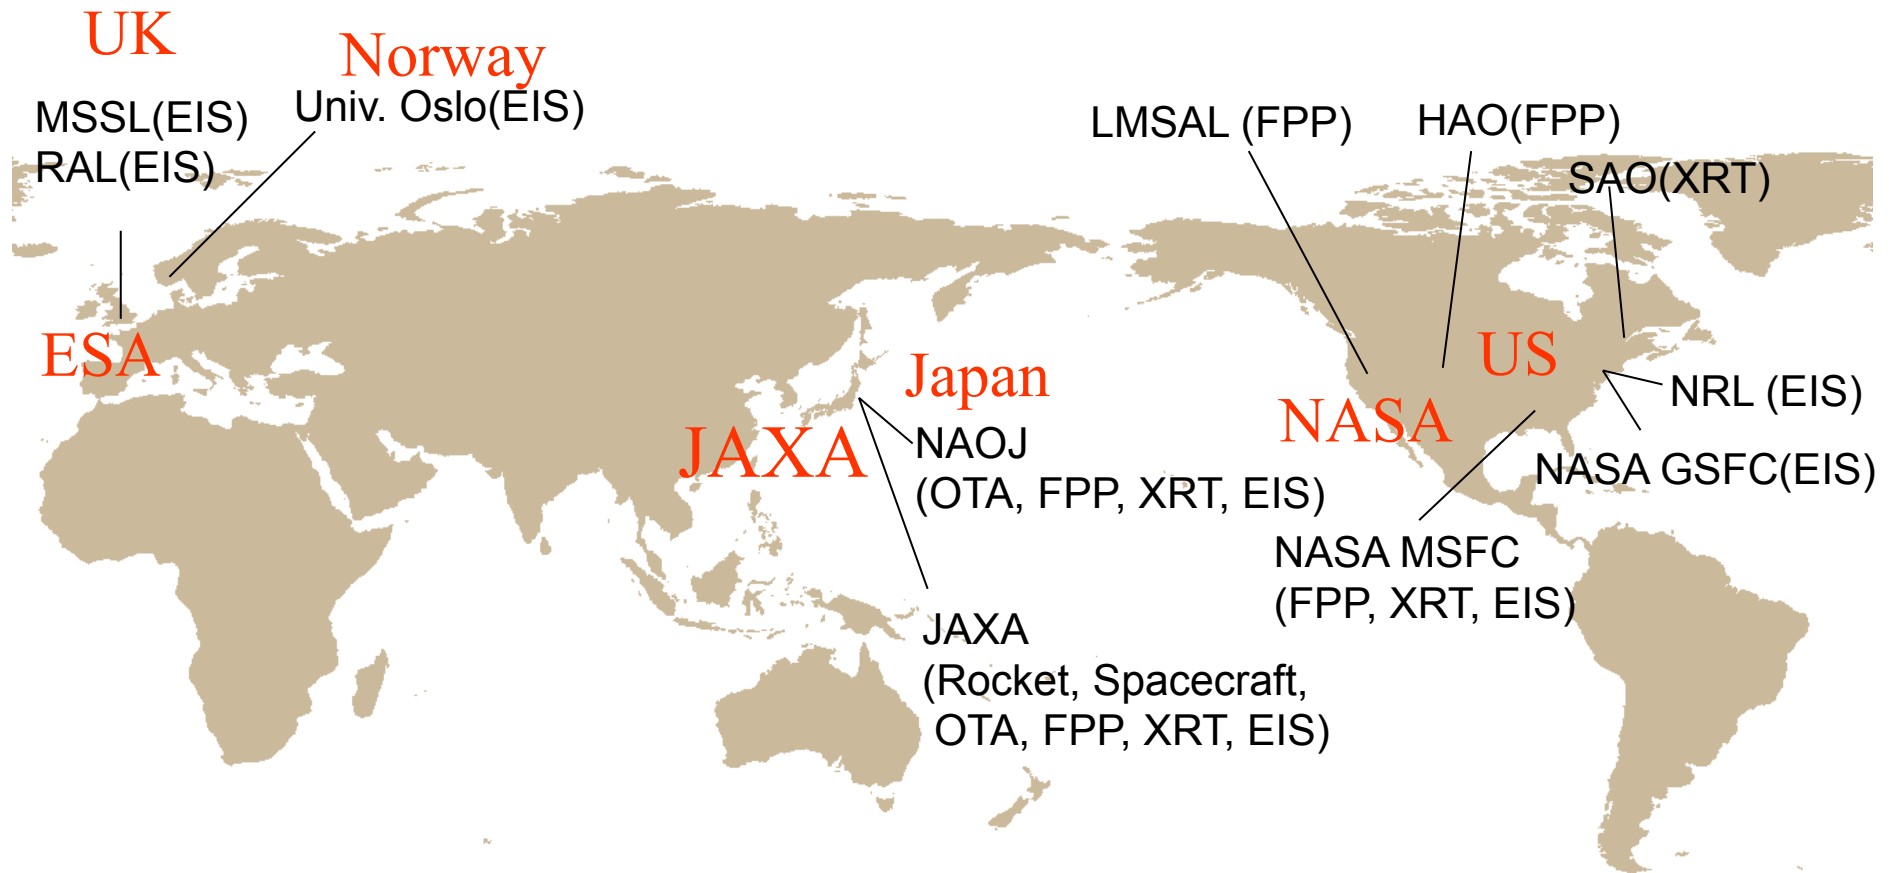 UK
Norway
MSSL(EIS)
RAL(EIS)
Univ. Oslo(EIS)
LMSAL (FPP)
HAO(FPP)
SAO(XRT)
ESA
Japan
JAXA
NAOJ
(OTA, FPP, XRT, EIS)
JAXA
(Rocket, Spacecraft,
OTA, FPP, XRT, EIS)
US
NASA
NRL (EIS)
NASA GSFC(EIS)
NASA MSFC
(FPP, XRT, EIS)